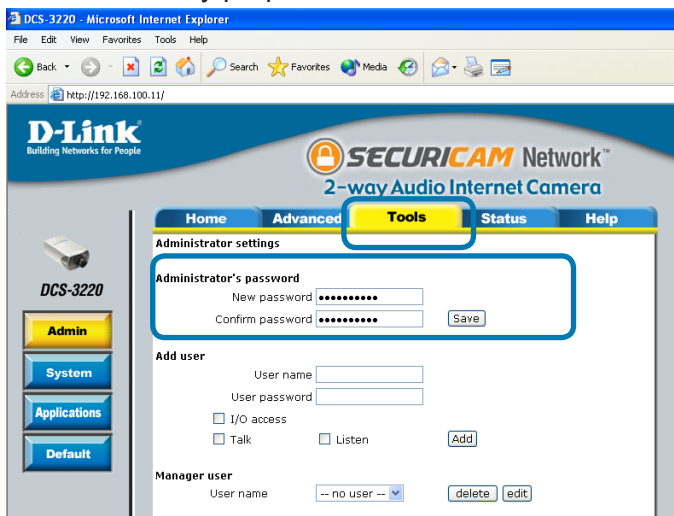 DCS-3220 - Microsoft Internet Explorer
File Edit View Favorites Tools Help
Back Search Favorites Media
Address http://192.168.100.11/
D-Link
Building Networks for People
SECURICAM Network™
2-way Audio Internet Camera
Home Advanced Tools Status Help
Administrator settings
DCS-3220
Administrator's password
New password ••••••••••
Confirm password ••••••••••
Save
Admin
System
Applications
Default
Add user
User name
User password
I/O access
Talk Listen Add
Manager user
User name -- no user -- delete edit